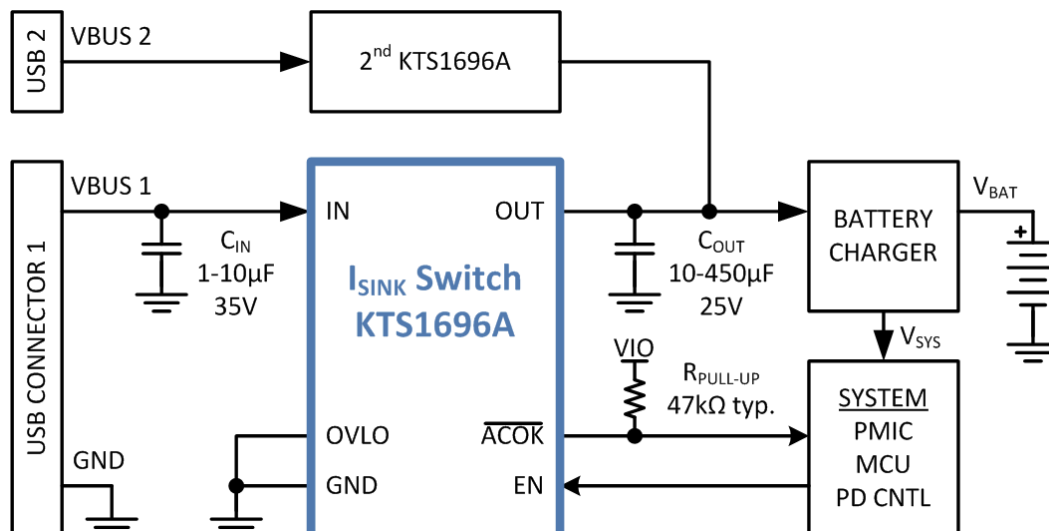 USB 2
VBUS 2
2nd KTS1696A
USB CONNECTOR 1
VBUS 1
CIN
1-10µF
35V
IN
OUT
ISINK Switch
KTS1696A
COUT
10-450µF
25V
BATTERY
CHARGER
VBAT
+
VSYS
VIO
RPULL-UP
47kΩ typ.
OVLO
ACOK
GND
GND
EN
SYSTEM
PMIC
MCU
PD CNTL